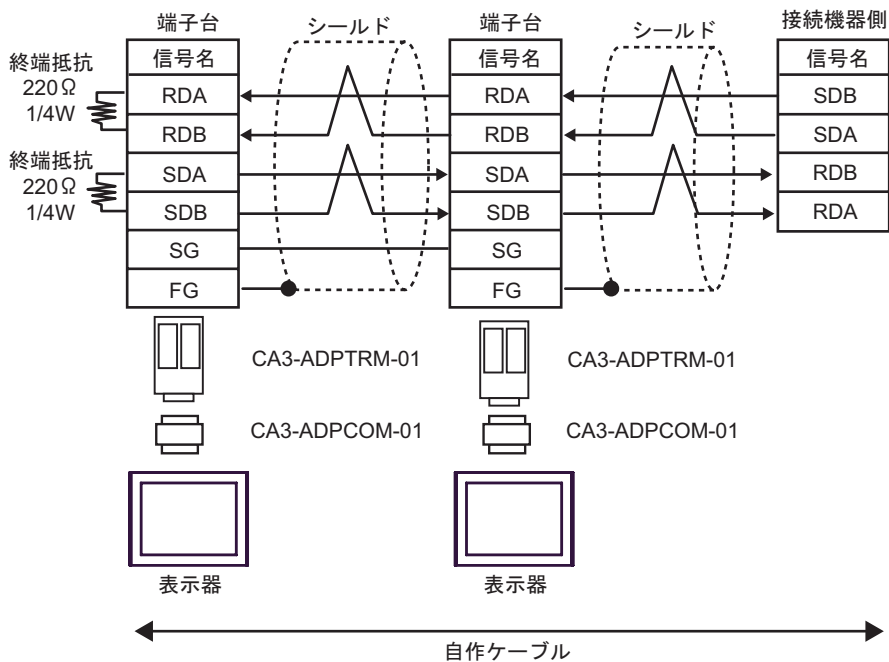 端子台
シールド
端子台
シールド
接続機器側
信号名
信号名
信号名
終端抵抗
220Ω
1/4W
RDA
RDA
SDB
RDB
RDB
SDA
終端抵抗
220Ω
1/4W
SDA
SDA
RDB
SDB
SDB
RDA
SG
SG
FG
FG
CA3-ADPTRM-01
CA3-ADPTRM-01
CA3-ADPCOM-01
CA3-ADPCOM-01
表示器
表示器
自作ケーブル